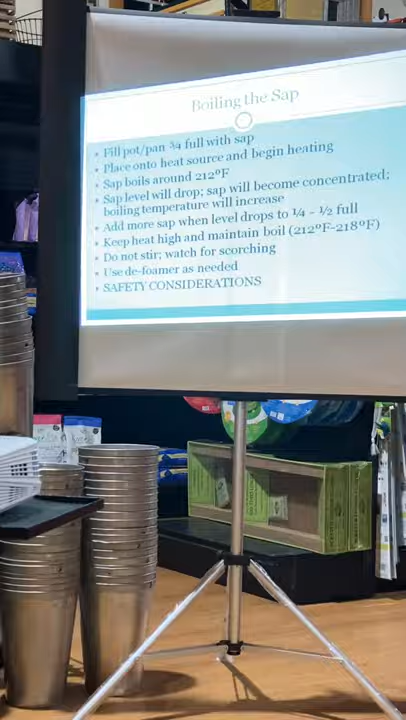 Boiling the Sap
• Fill pot/pan ¾ full with sap
• Place onto heat source and begin heating
• Sap boils around 212ºF
• Sap level will drop; sap will become concentrated;
boiling temperature will increase
• Add more sap when level drops to ¼ - ½ full
• Keep heat high and maintain boil (212ºF-218ºF)
• Do not stir; watch for scorching
• Use de-foamer as needed
• SAFETY CONSIDERATIONS